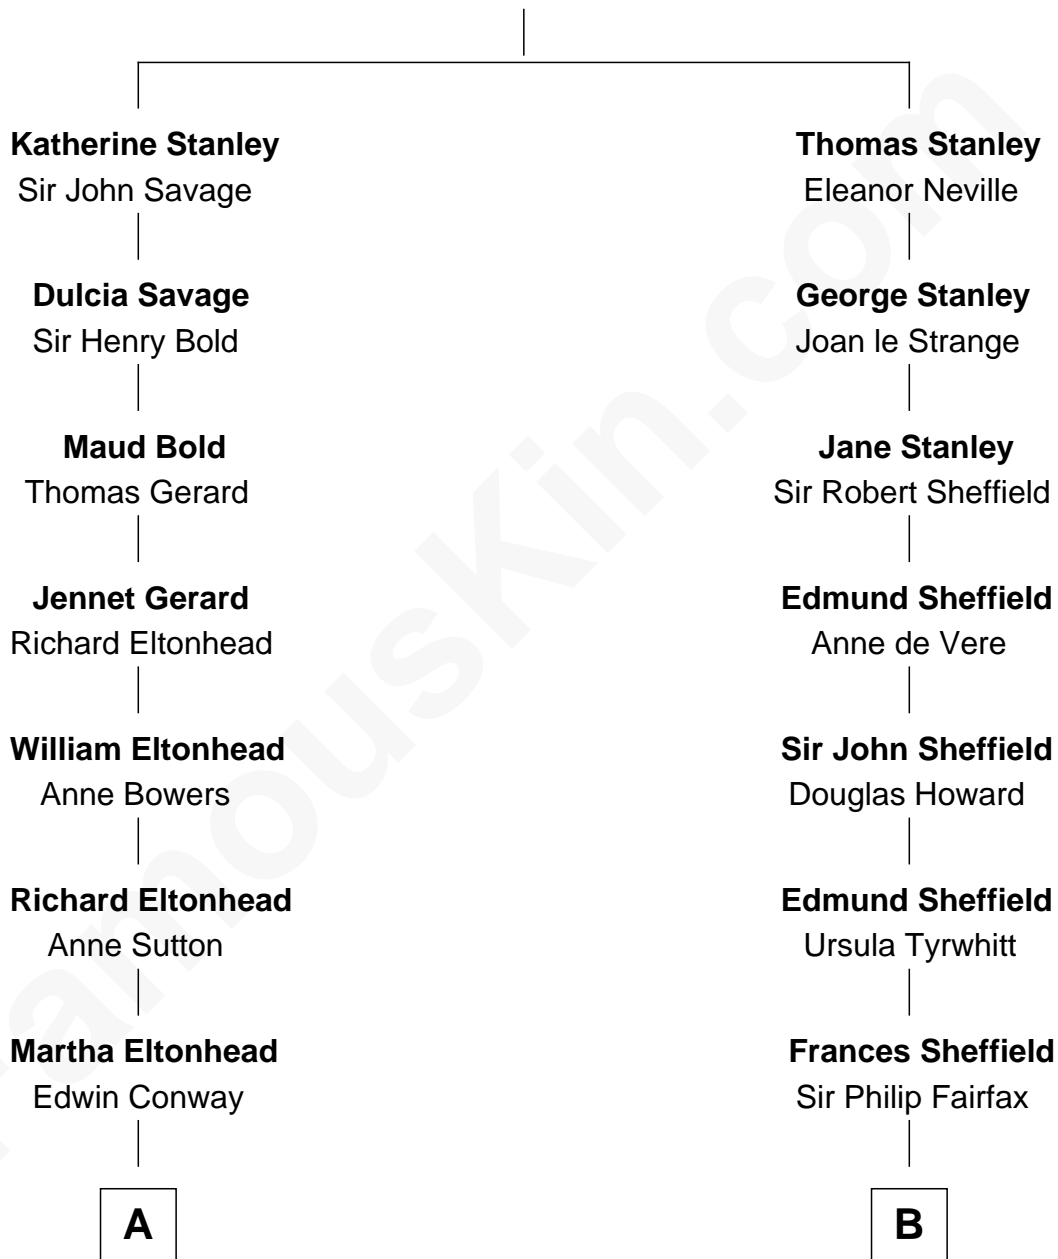 Katherine Stanley
Sir John Savage
Dulcia Savage
Sir Henry Bold
Maud Bold
Thomas Gerard
Jennet Gerard
Richard Eltonhead
William Eltonhead
Anne Bowers
Richard Eltonhead
Anne Sutton
Martha Eltonhead
Edwin Conway
A
Thomas Stanley
Eleanor Neville
George Stanley
Joan le Strange
Jane Stanley
Sir Robert Sheffield
Edmund Sheffield
Anne de Vere
Sir John Sheffield
Douglas Howard
Edmund Sheffield
Ursula Tyrwhitt
Frances Sheffield
Sir Philip Fairfax
B
FamousKin.com